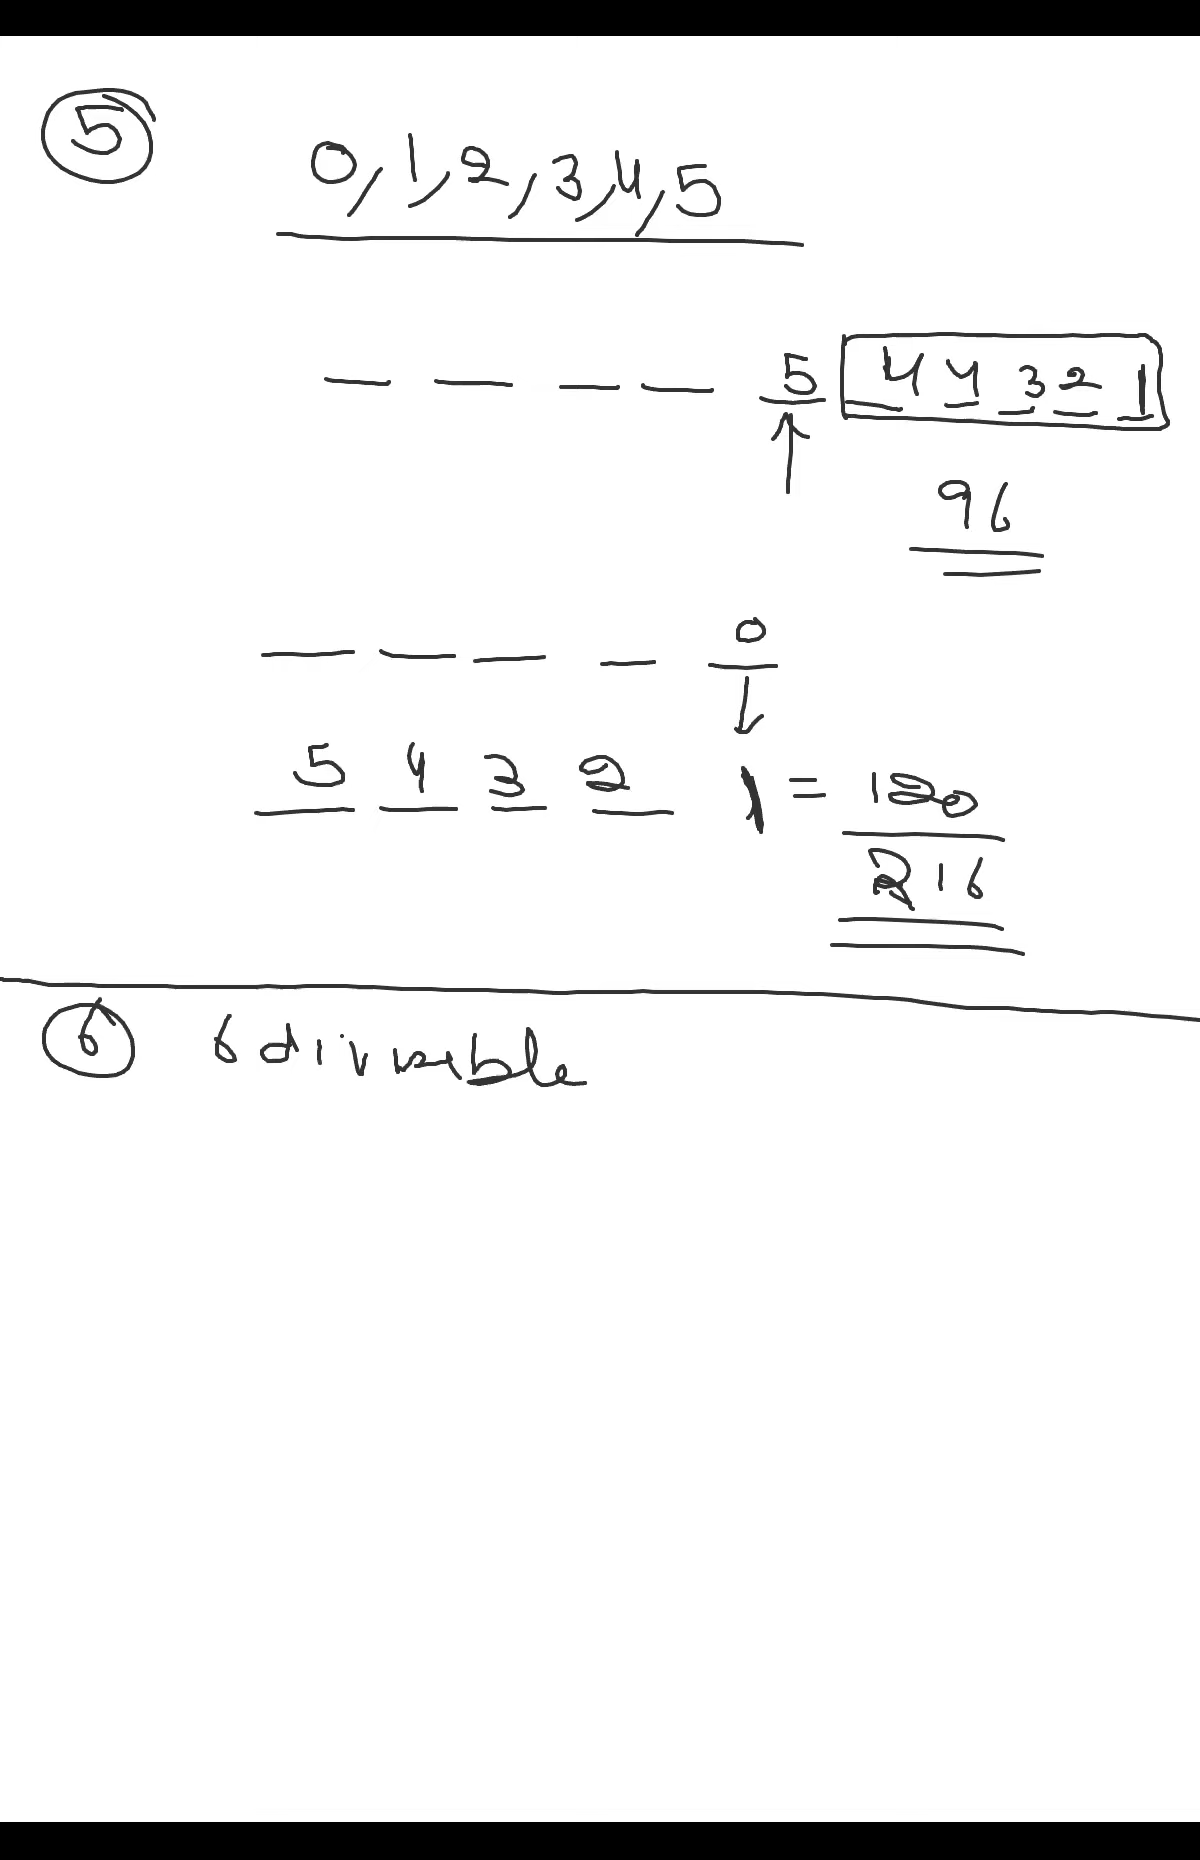 5
0, 1, 2, 3, 4, 5
5 4 4 3 2 1
96
0
5 4 3 2 1 = 120
216
6 6 divisable